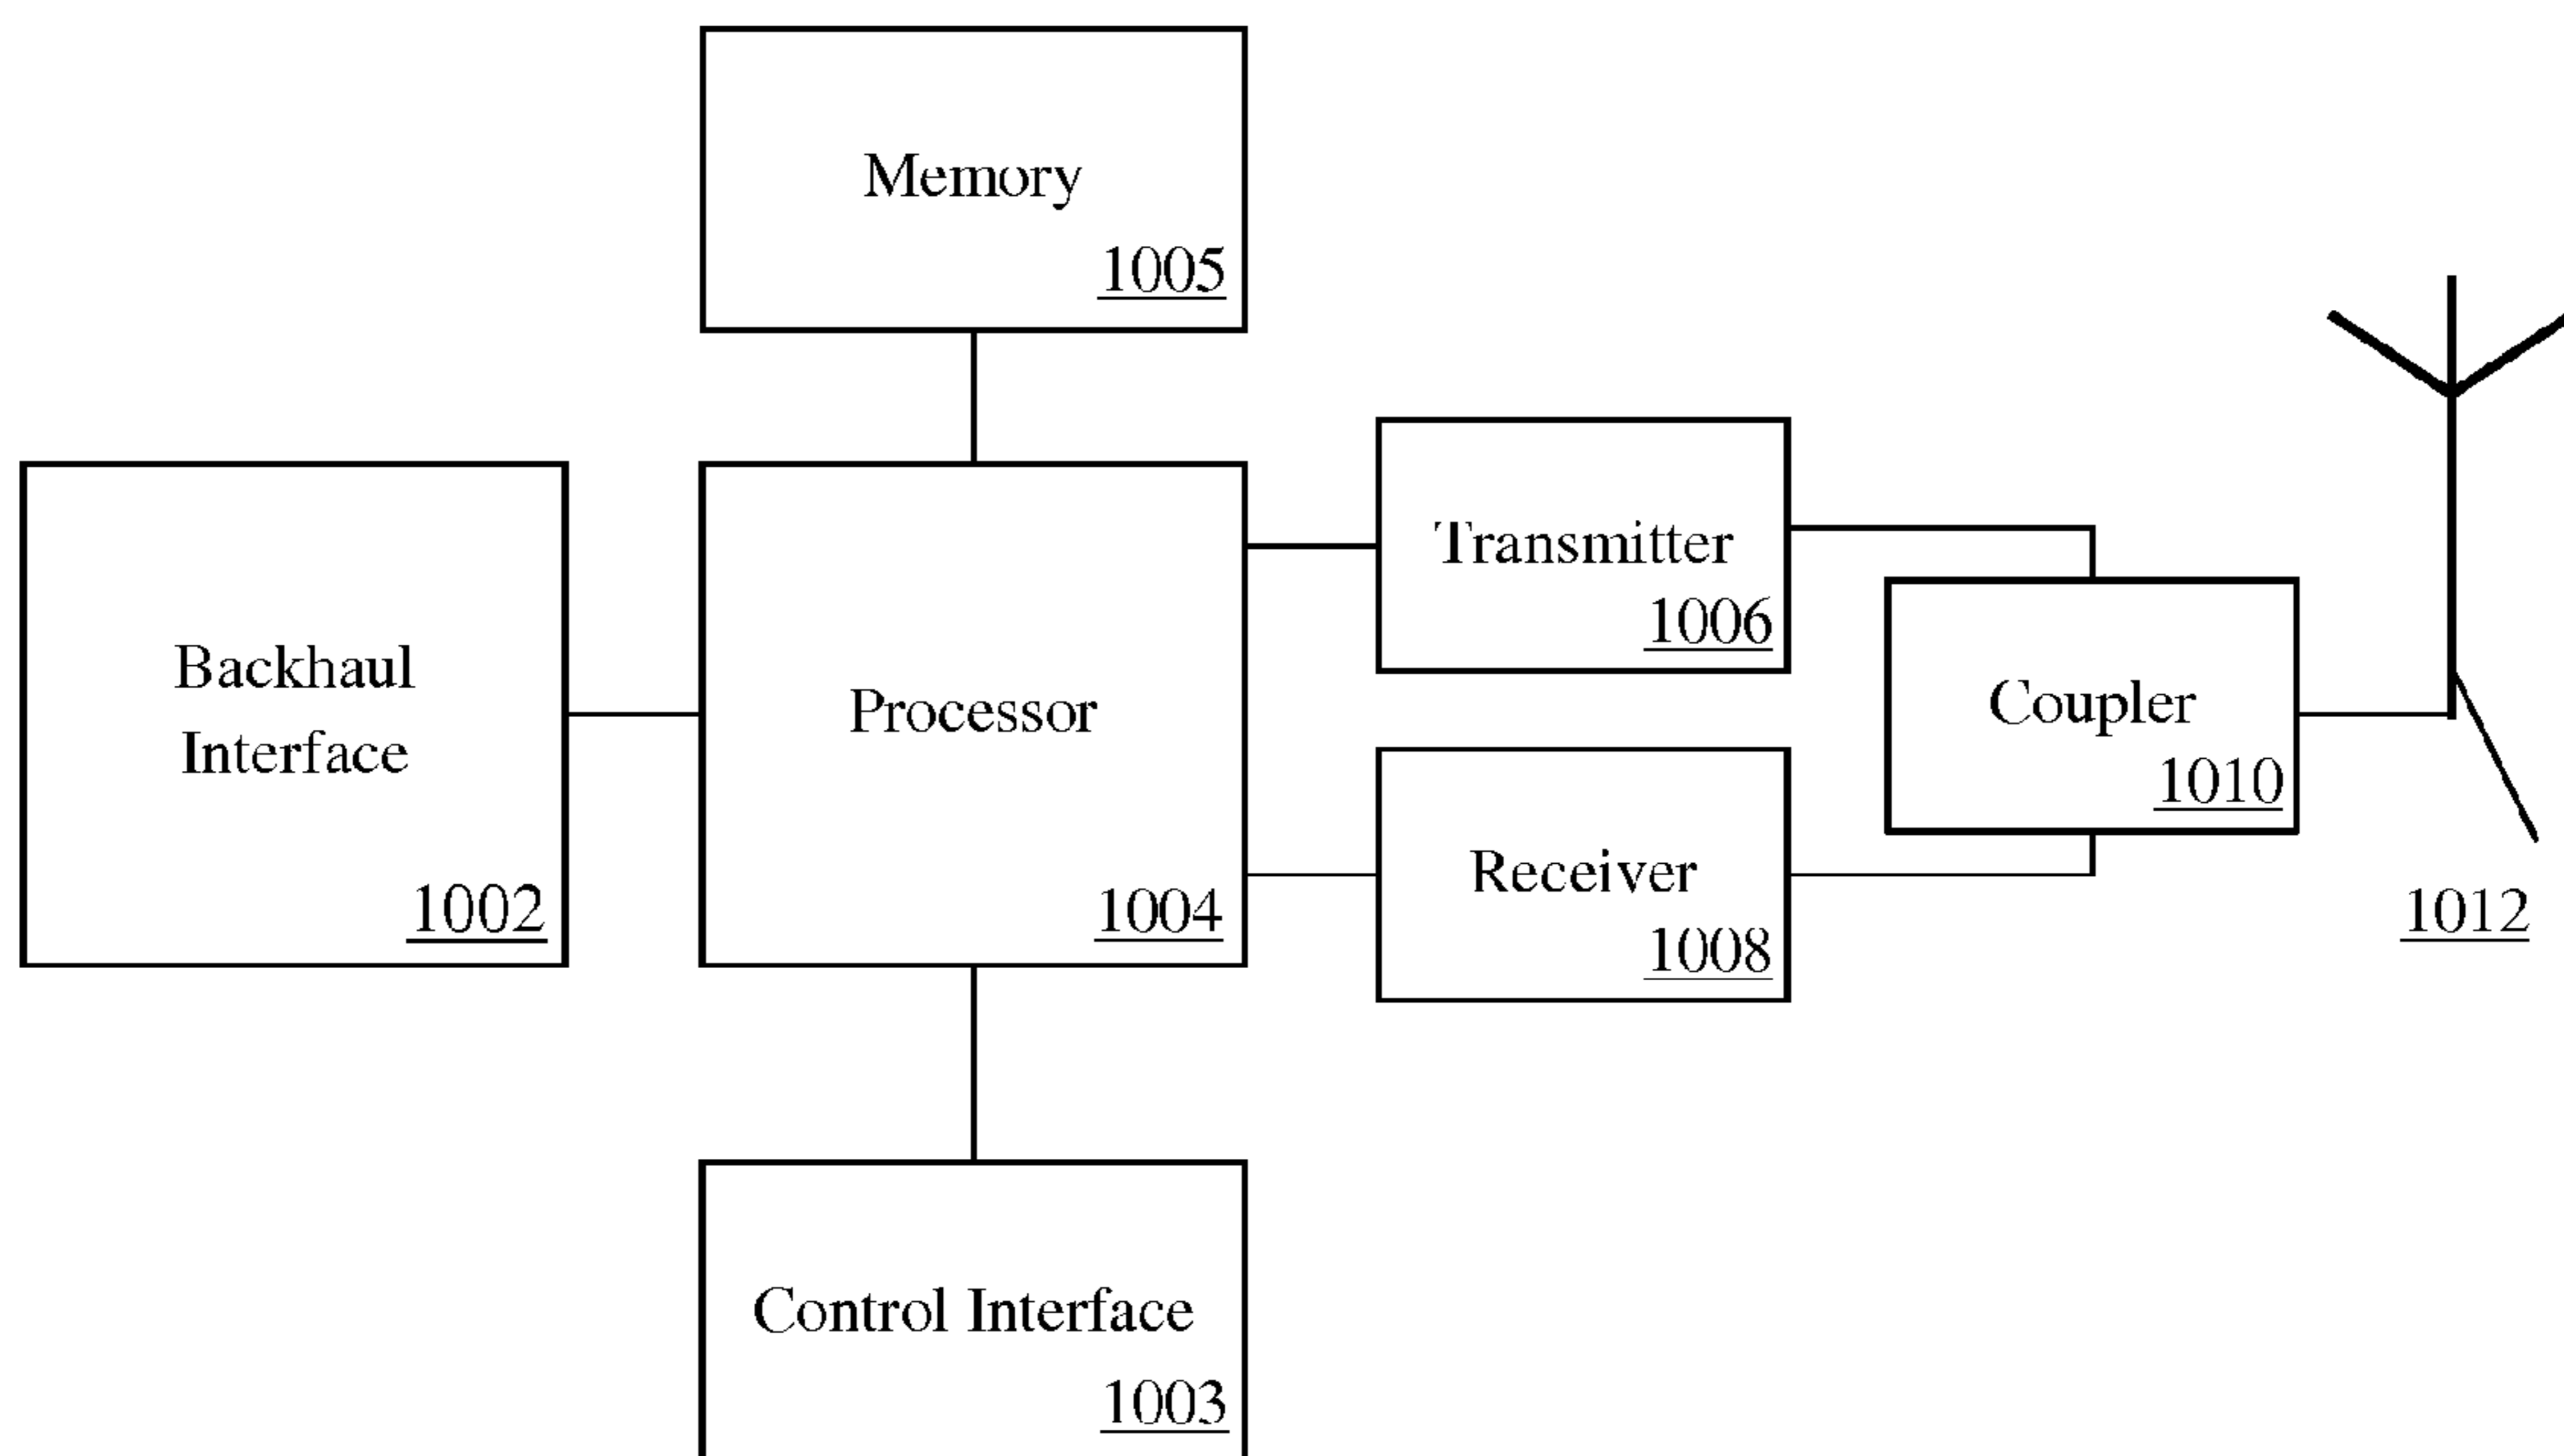 Memory
1005
Backhaul
Interface
1002
Processor
1004
Transmitter
1006
Receiver
1008
Coupler
1010
1012
Control Interface
1003